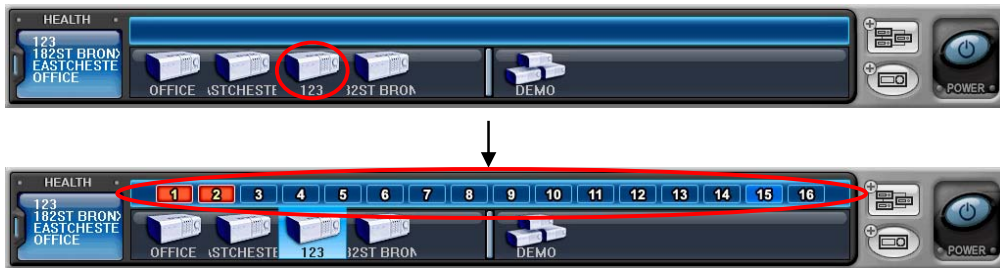 HEALTH
123
182ST BRONX
EASTCHESTE
OFFICE
OFFICE ASTCHESTE 123 32ST BRON DEMO
POWER
HEALTH
1 2 3 4 5 6 7 8 9 10 11 12 13 14 15 16
123
182ST BRONX
EASTCHESTE
OFFICE
OFFICE ASTCHESTE 123 32ST BRON DEMO
POWER